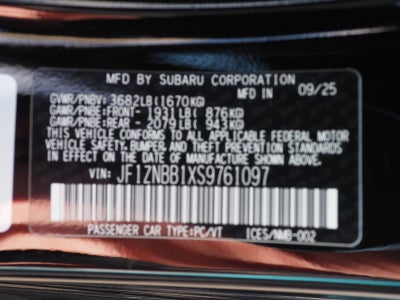 MFD BY SUBARU CORPORATION
MFD IN 09/25
GVWR/PNBV: 3682LB(1670KG)
GAWR/PNBE:FRONT- 1931LB( 876KG)
GAWR/PNBE:REAR - 2079LB( 943KG)
THIS VEHICLE CONFORMS TO ALL APPLICABLE FEDERAL MOTOR
VEHICLE SAFETY, BUMPER, AND THEFT PREVENTION STANDARDS
IN EFFECT ON THE DATE OF MANUFACTURE SHOWN ABOVE.
VIN: JF1ZNBB1XS9761097
PASSENGER CAR TYPE:PC/VT ICES/NMB-002